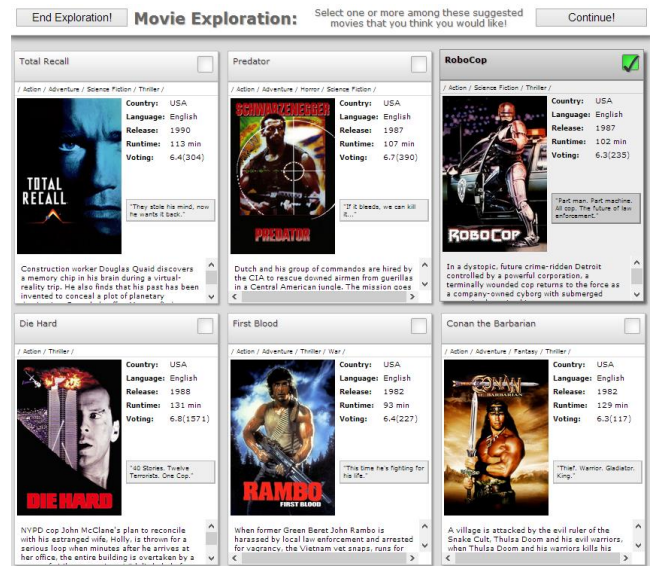 End Exploration!
Movie Exploration:
Select one or more among these suggested
movies that you think you would like!
Continue!
Total Recall
/ Action / Adventure / Science Fiction / Thriller /
TOTAL
RECALL
Country: USA
Language: English
Release: 1990
Runtime: 113 min
Voting: 6.4(304)
"They stole his mind, now
he wants it back."
Construction worker Douglas Quaid discovers
a memory chip in his brain during a virtual-
reality trip. He also finds that his past has been
invented to conceal a plot of planetary
Predator
/ Action / Adventure / Horror / Science Fiction /
SCHWARZENEGGER
PREDATOR
Country: USA
Language: English
Release: 1987
Runtime: 107 min
Voting: 6.7(390)
"If it bleeds, we can kill
it..."
Dutch and his group of commandos are hired by
the CIA to rescue downed airmen from guerillas
in a Central American jungle. The mission goes
RoboCop
/ Action / Science Fiction / Thriller /
ROBOCOP
Country: USA
Language: English
Release: 1987
Runtime: 102 min
Voting: 6.3(235)
"Part man. Part machine.
All cop. The future of law
enforcement."
In a dystopic, future crime-ridden Detroit
controlled by a powerful corporation, a
terminally wounded cop returns to the force as
a company-owned cyborg with submerged
Die Hard
/ Action / Thriller /
DIE HARD
Country: USA
Language: English
Release: 1988
Runtime: 131 min
Voting: 6.8(1571)
"40 Stories. Twelve
Terrorists. One Cop."
NYPD cop John McClane's plan to reconcile
with his estranged wife, Holly, is thrown for a
serious loop when minutes after he arrives at
her office, the entire building is overtaken by a
First Blood
/ Action / Adventure / Thriller / War /
RAMBO
FIRST BLOOD
Country: USA
Language: English
Release: 1982
Runtime: 93 min
Voting: 6.4(227)
"This time he's fighting for
his life."
When former Green Beret John Rambo is
harassed by local law enforcement and arrested
for vagrancy, the Vietnam vet snaps, runs for
Conan the Barbarian
/ Action / Adventure / Fantasy / Thriller /
CONAN
Country: USA
Language: English
Release: 1982
Runtime: 129 min
Voting: 6.3(117)
"Thief. Warrior. Gladiator.
King."
A village is attacked by the evil ruler of the
Snake Cult, Thulsa Doom and his evil warriors,
when Thulsa Doom and his warriors kills his